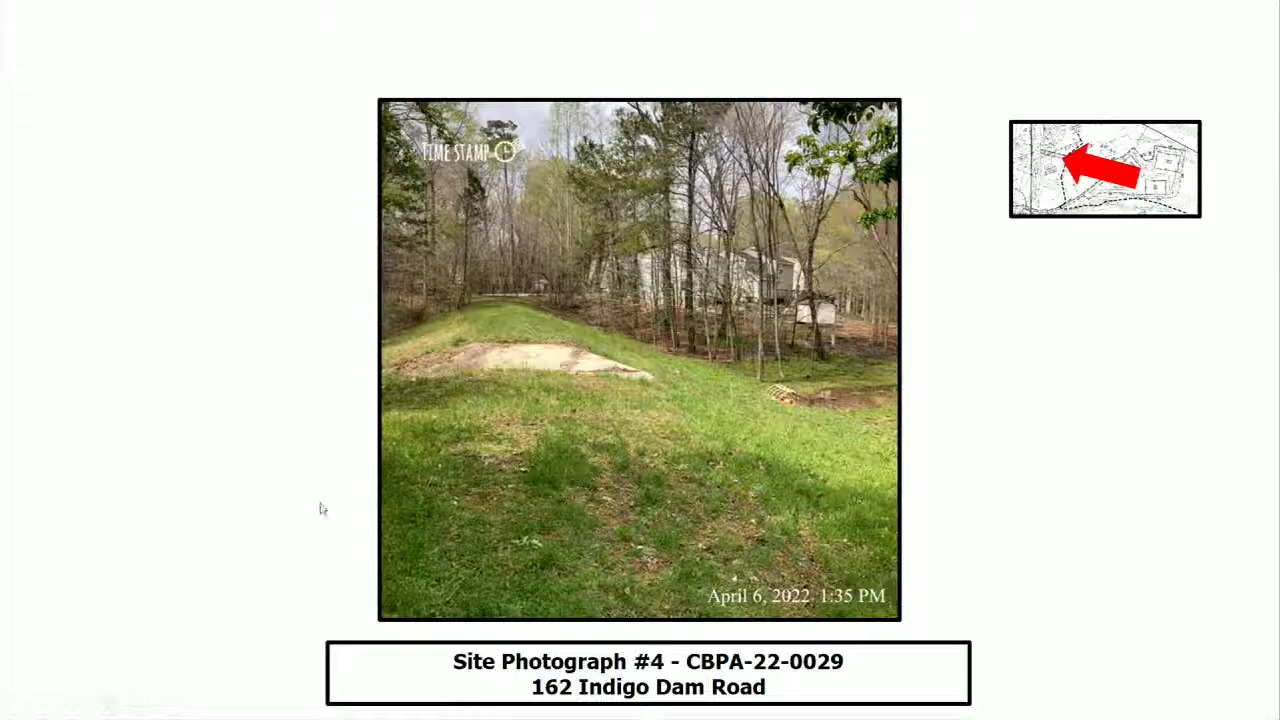 TIME STAMP
April 6, 2022 1:35 PM
Site Photograph #4 - CBPA-22-0029
162 Indigo Dam Road